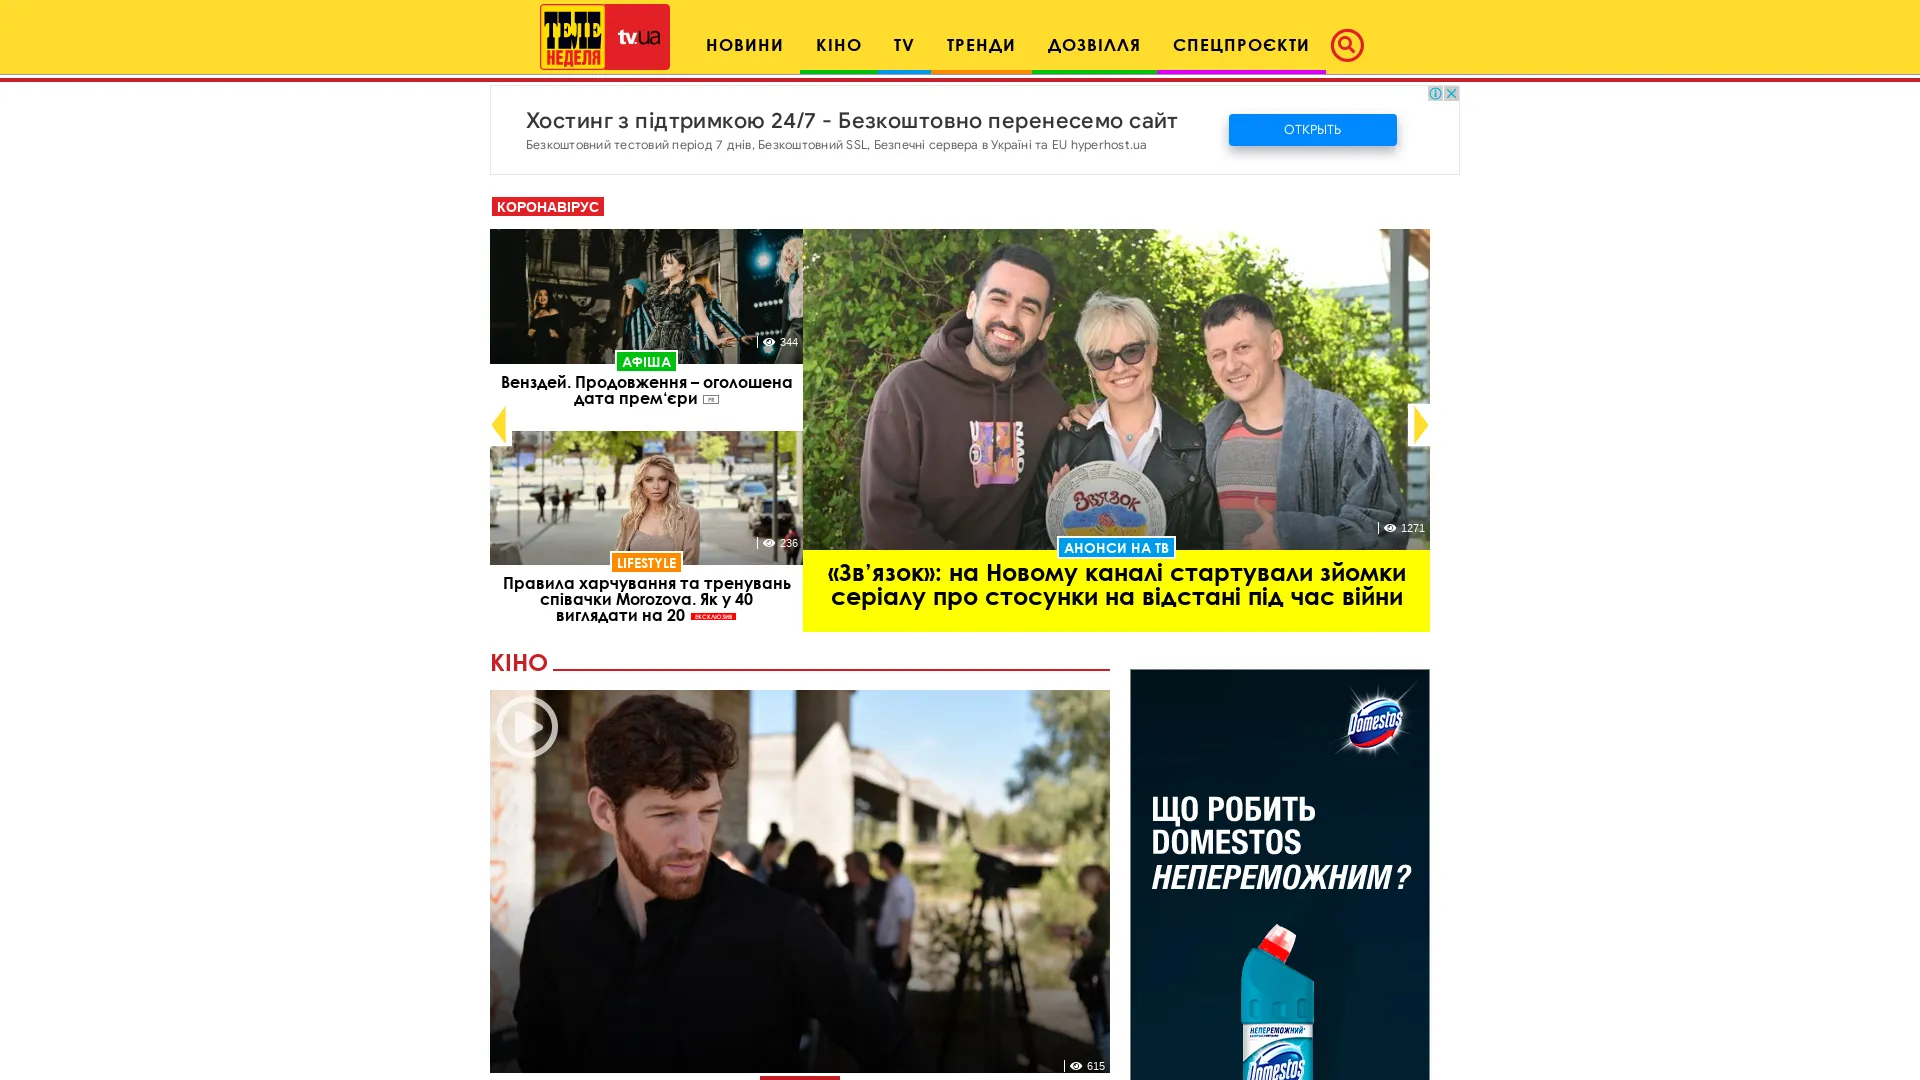 ТЕЛЕ
НЕДЕЛЯ
tv.ua
НОВИНИ
КІНО
TV
ТРЕНДИ
ДОЗВІЛЛЯ
СПЕЦПРОЄКТИ
Хостинг з підтримкою 24/7 - Безкоштовно перенесемо сайт
Безкоштовний тестовий період 7 днів, Безкоштовний SSL, Безпечні сервера в Україні та EU hyperhost.ua
ОТКРЫТЬ
КОРОНАВІРУС
344
АФІША
Венздей. Продовження – оголошена
дата прем‘єри
236
LIFESTYLE
Правила харчування та тренувань
співачки Morozova. Як у 40
виглядати на 20 ЕКСКЛЮЗИВ
Зв'язок
1271
АНОНСИ НА ТВ
«Зв’язок»: на Новому каналі стартували зйомки
серіалу про стосунки на відстані під час війни
КІНО
615
Domestos
ЩО РОБИТЬ
DOMESTOS
НЕПЕРЕМОЖНИМ?
НЕПЕРЕМОЖНИЙ
Domestos